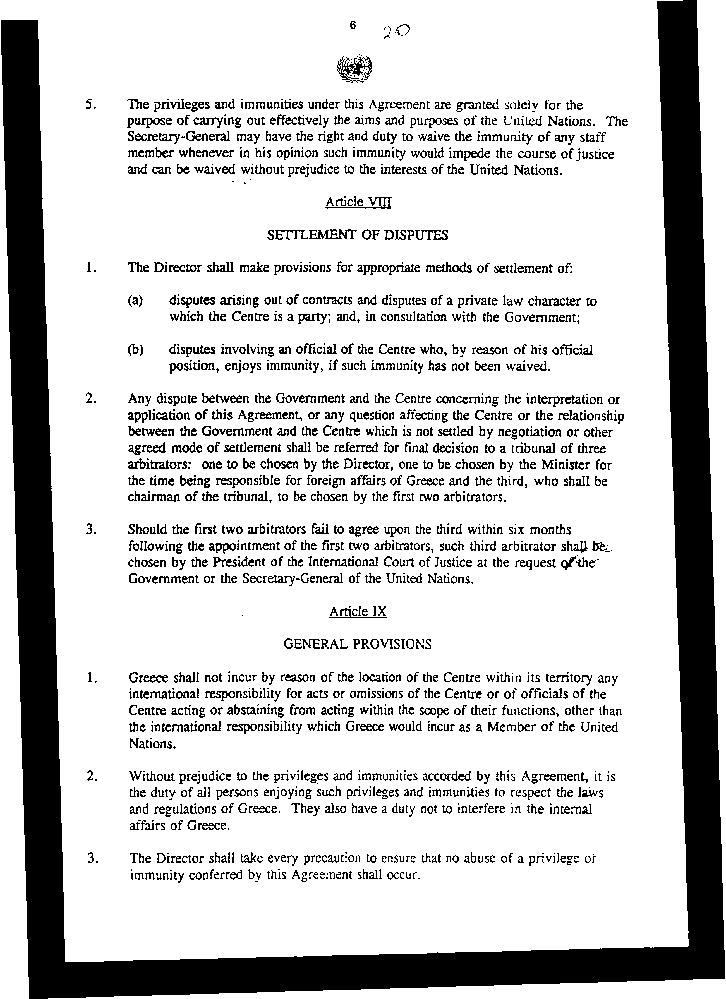 6 20
5. The privileges and immunities under this Agreement are granted solely for the
purpose of carrying out effectively the aims and purposes of the United Nations. The
Secretary-General may have the right and duty to waive the immunity of any staff
member whenever in his opinion such immunity would impede the course of justice
and can be waived without prejudice to the interests of the United Nations.
Article VIII
SETTLEMENT OF DISPUTES
1. The Director shall make provisions for appropriate methods of settlement of:
(a) disputes arising out of contracts and disputes of a private law character to
which the Centre is a party; and, in consultation with the Government;
(b) disputes involving an official of the Centre who, by reason of his official
position, enjoys immunity, if such immunity has not been waived.
2. Any dispute between the Government and the Centre concerning the interpretation or
application of this Agreement, or any question affecting the Centre or the relationship
between the Government and the Centre which is not settled by negotiation or other
agreed mode of settlement shall be referred for final decision to a tribunal of three
arbitrators: one to be chosen by the Director, one to be chosen by the Minister for
the time being responsible for foreign affairs of Greece and the third, who shall be
chairman of the tribunal, to be chosen by the first two arbitrators.
3. Should the first two arbitrators fail to agree upon the third within six months
following the appointment of the first two arbitrators, such third arbitrator shall be
chosen by the President of the International Court of Justice at the request of the
Government or the Secretary-General of the United Nations.
Article IX
GENERAL PROVISIONS
1. Greece shall not incur by reason of the location of the Centre within its territory any
international responsibility for acts or omissions of the Centre or of officials of the
Centre acting or abstaining from acting within the scope of their functions, other than
the international responsibility which Greece would incur as a Member of the United
Nations.
2. Without prejudice to the privileges and immunities accorded by this Agreement, it is
the duty of all persons enjoying such privileges and immunities to respect the laws
and regulations of Greece. They also have a duty not to interfere in the internal
affairs of Greece.
3. The Director shall take every precaution to ensure that no abuse of a privilege or
immunity conferred by this Agreement shall occur.